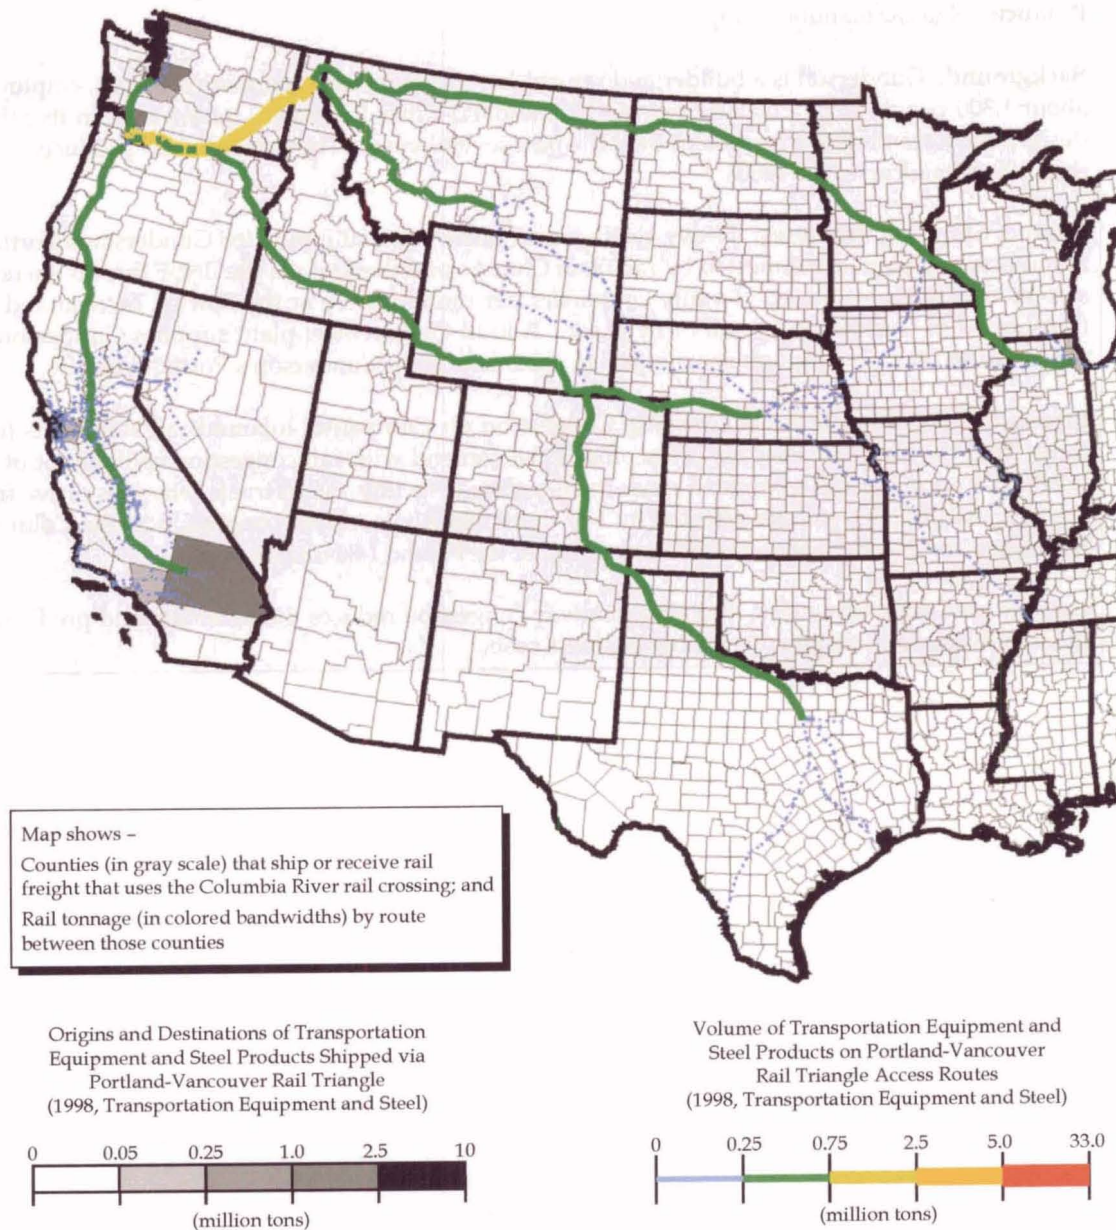 Map shows –
Counties (in gray scale) that ship or receive rail
freight that uses the Columbia River rail crossing; and
Rail tonnage (in colored bandwidths) by route
between those counties
Origins and Destinations of Transportation
Equipment and Steel Products Shipped via
Portland-Vancouver Rail Triangle
(1998, Transportation Equipment and Steel)
0 0.05 0.25 1.0 2.5 10
(million tons)
Volume of Transportation Equipment and
Steel Products on Portland-Vancouver
Rail Triangle Access Routes
(1998, Transportation Equipment and Steel)
0 0.25 0.75 2.5 5.0 33.0
(million tons)